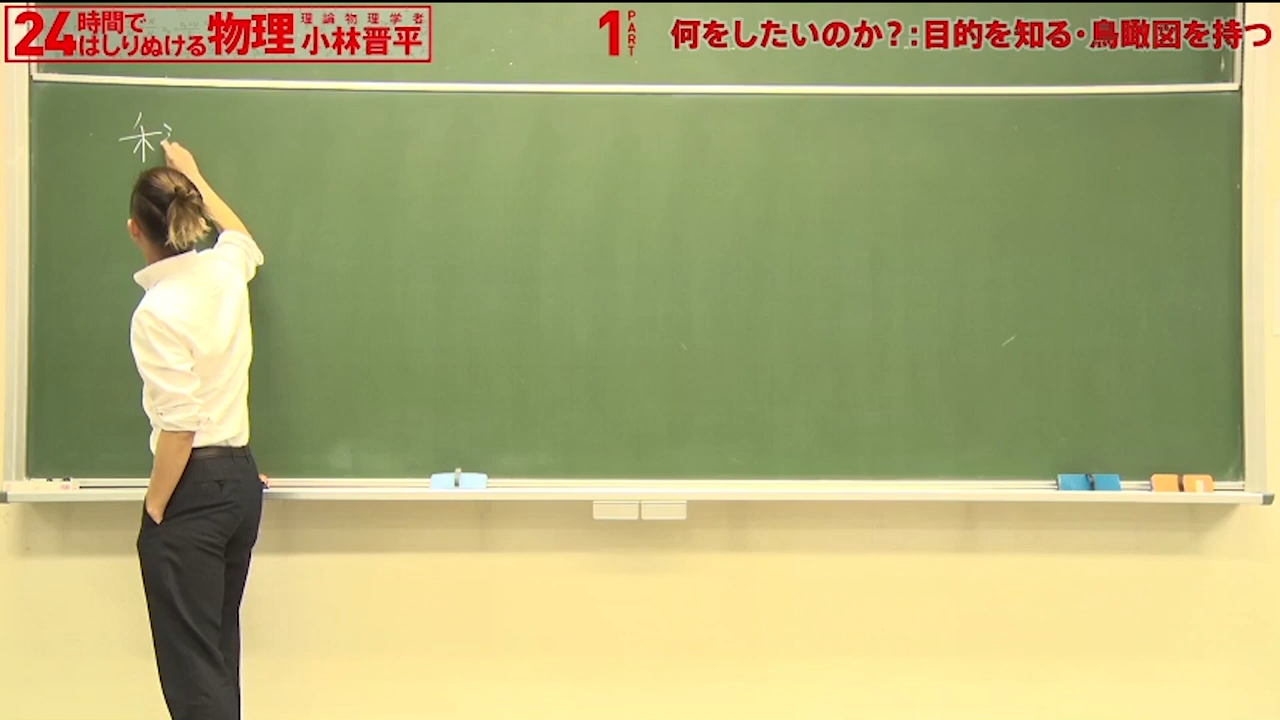 24時間で
はしりぬける物理
理論物理学者
小林晋平
1 PART
何をしたいのか?:目的を知る・鳥瞰図を持つ
禾